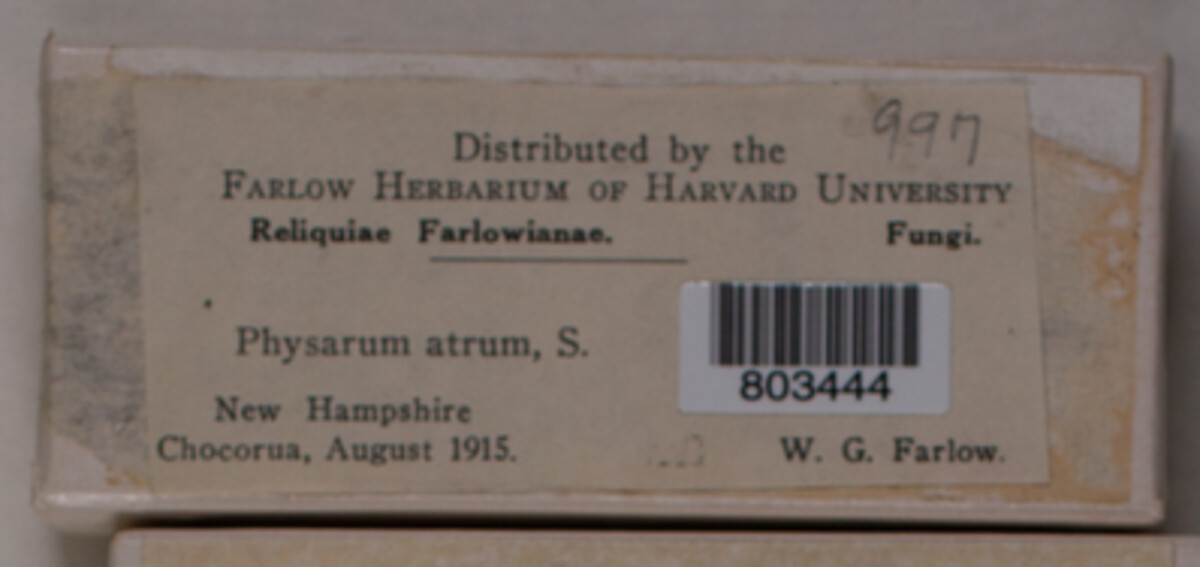 997
Distributed by the
FARLOW HERBARIUM OF HARVARD UNIVERSITY
Reliquiae Farlowianae. Fungi.
Physarum atrum, S.
803444
New Hampshire
Chocorua, August 1915. W. G. Farlow.